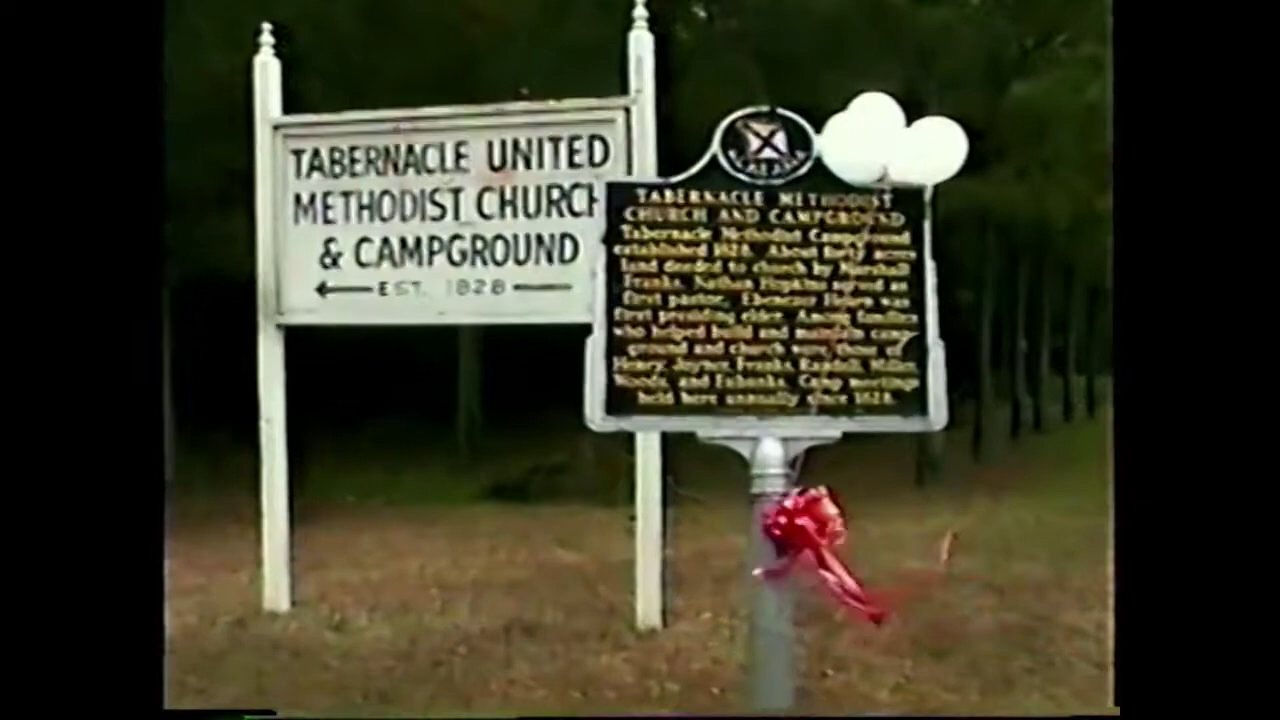 TABERNACLE UNITED
METHODIST CHURCH
& CAMPGROUND
EST. 1828
TABERNACLE METHODIST
CHURCH AND CAMPGROUND
Tabernacle Methodist Campground
established 1828. About forty acres
land deeded to church by Marshall
Franks. Nathan Hopkins served as
first pastor. Ebenezer Hearn was
first presiding elder. Among families
who helped build and maintain camp-
ground and church were those of
Henry, Joyner, Franks, Randall, Miller,
Woods, and Eubanks. Camp meetings
held here annually since 1828.